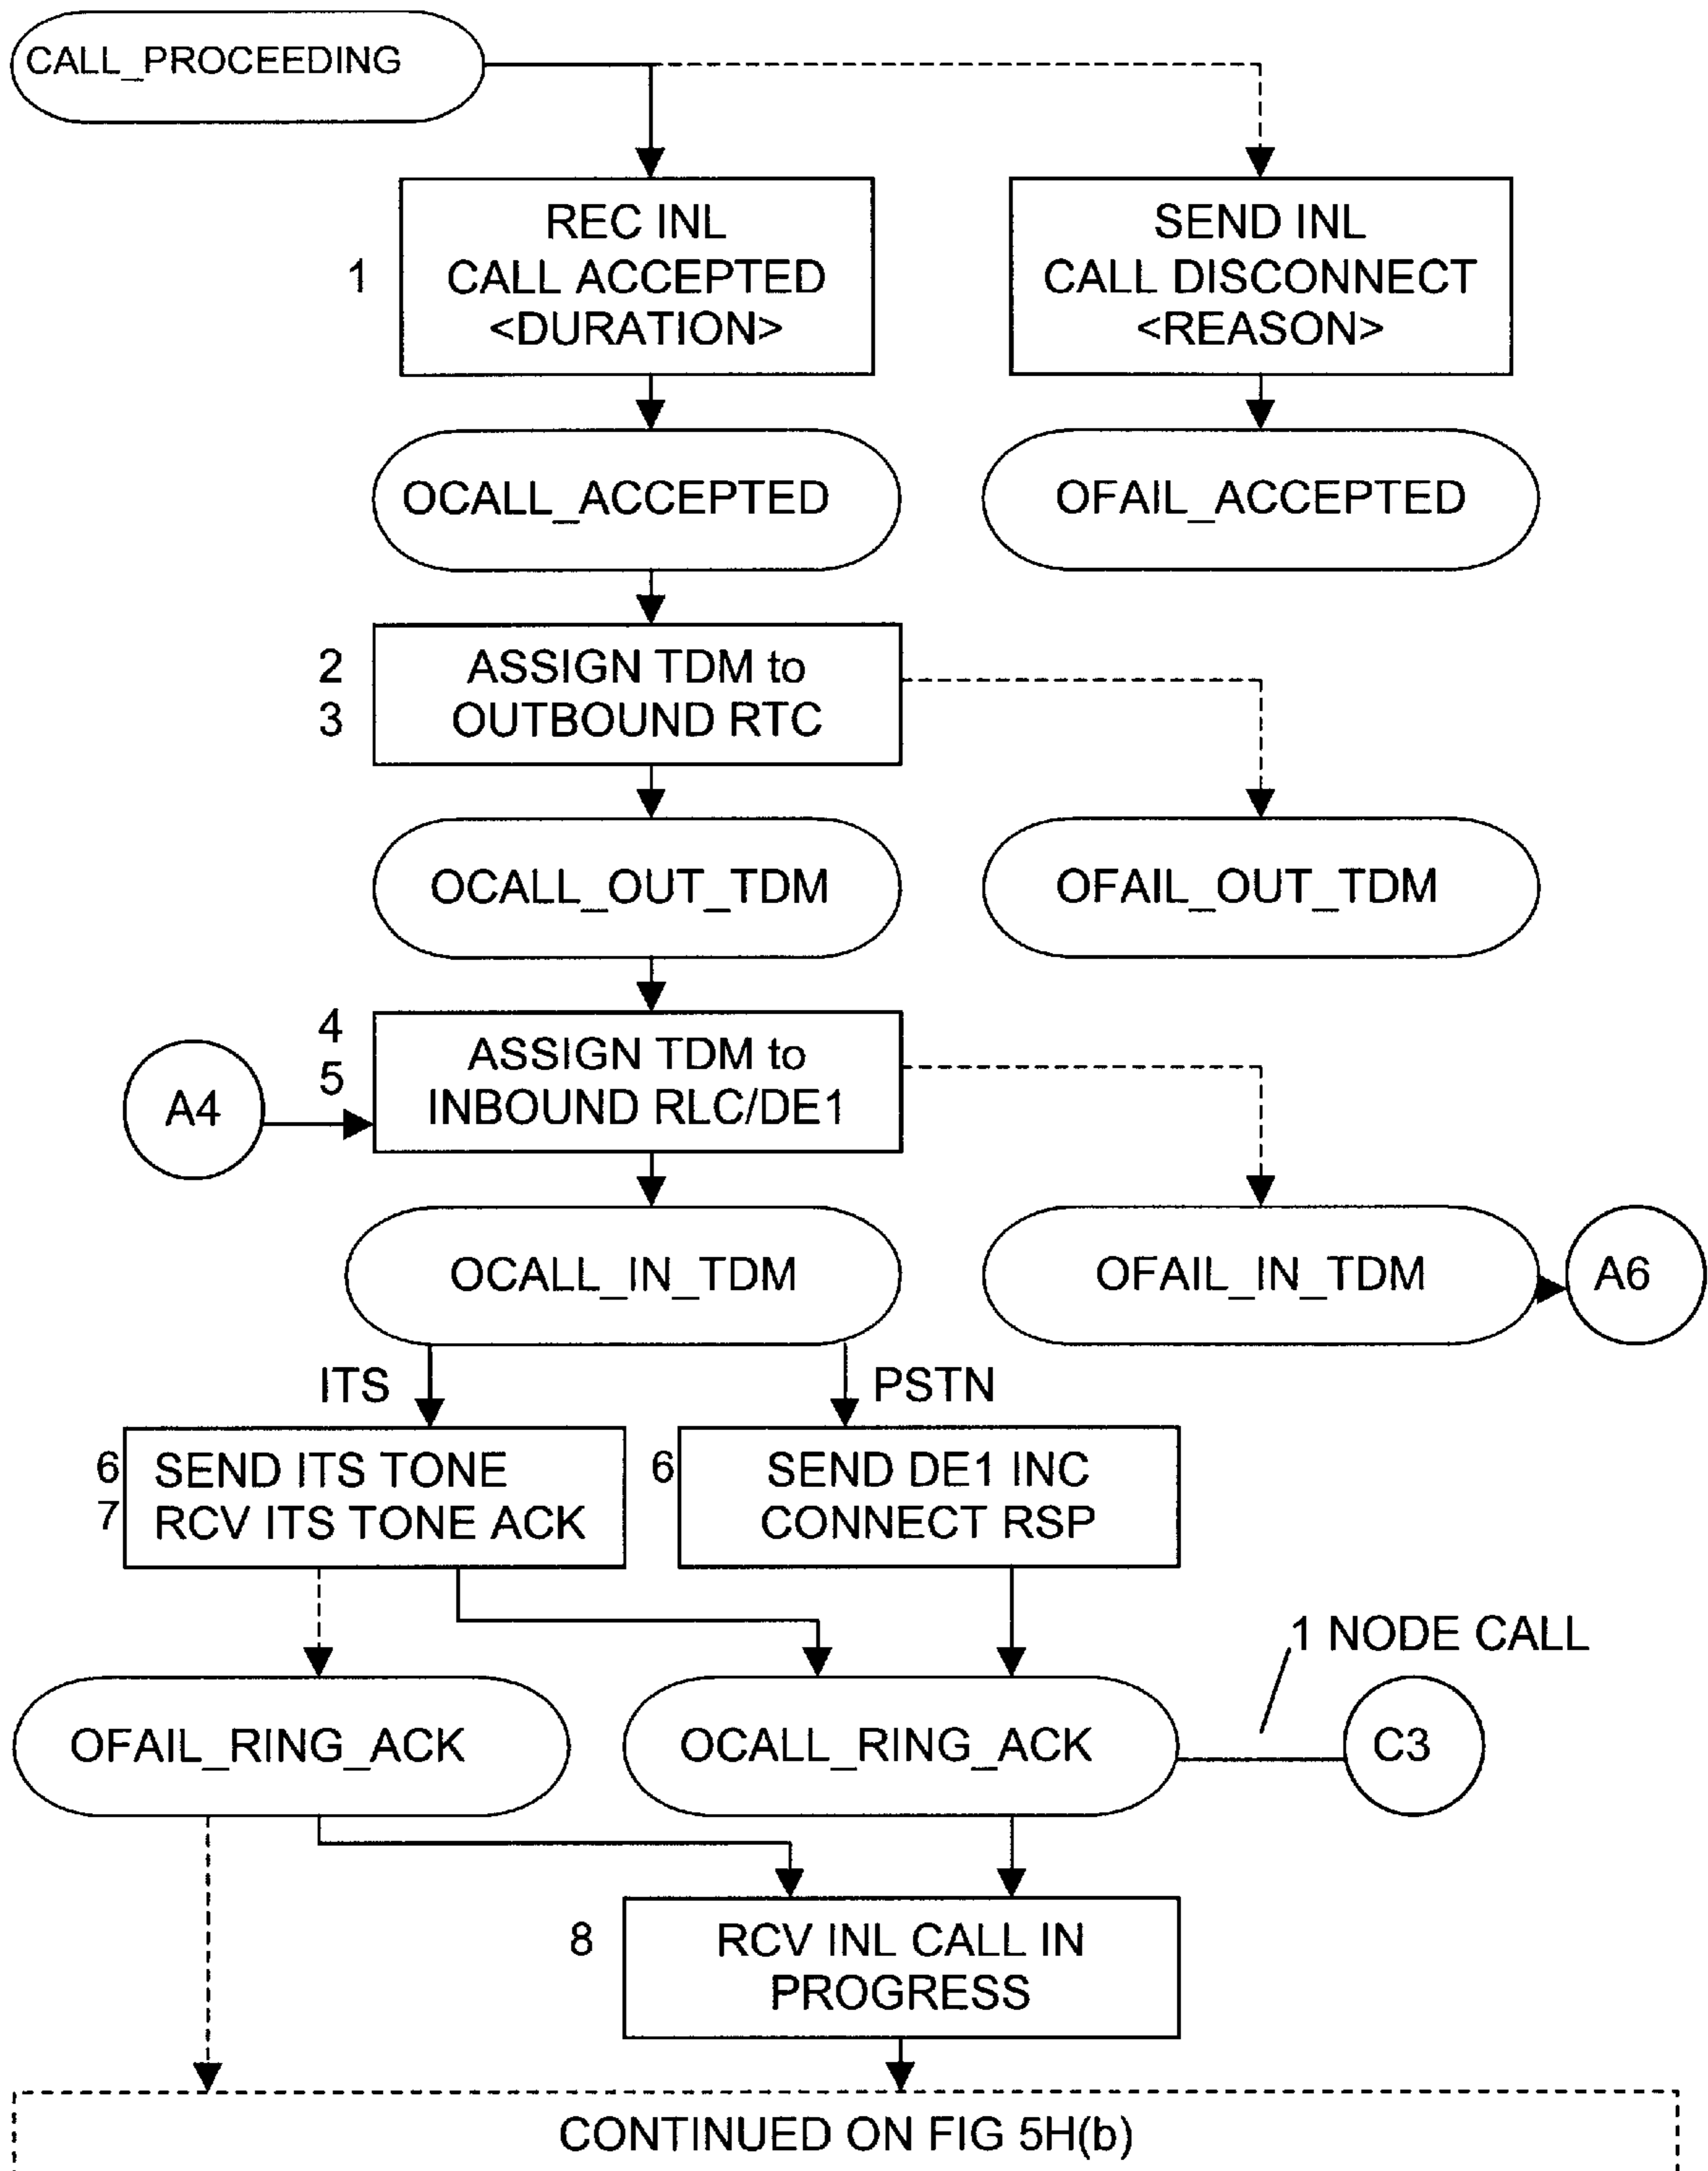 CALL_PROCEEDING
REC INL
1 CALL ACCEPTED
<DURATION>
SEND INL
CALL DISCONNECT
<REASON>
OCALL_ACCEPTED
OFAIL_ACCEPTED
2 ASSIGN TDM to
3 OUTBOUND RTC
OCALL_OUT_TDM
OFAIL_OUT_TDM
4 ASSIGN TDM to
5 INBOUND RLC/DE1
A4
OCALL_IN_TDM
OFAIL_IN_TDM
A6
ITS
PSTN
6 SEND ITS TONE
7 RCV ITS TONE ACK
6 SEND DE1 INC
CONNECT RSP
1 NODE CALL
OFAIL_RING_ACK
OCALL_RING_ACK
C3
8 RCV INL CALL IN
PROGRESS
CONTINUED ON FIG 5H(b)